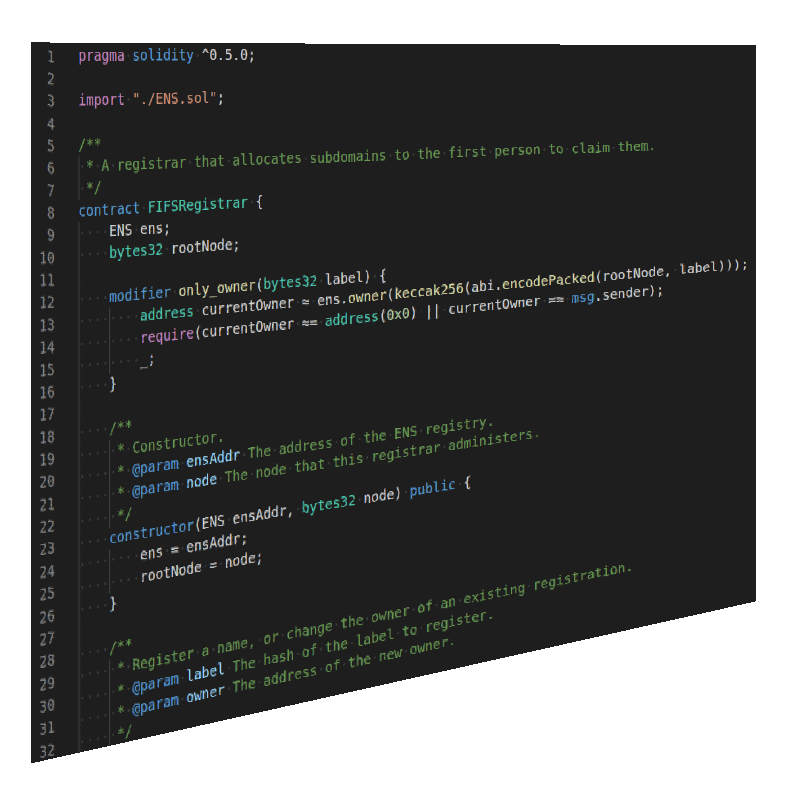 1 pragma solidity ^0.5.0;
2
3 import "./ENS.sol";
4
5 /**
6  * A registrar that allocates subdomains to the first person to claim them.
7  */
8 contract FIFSRegistrar {
9     ENS ens;
10     bytes32 rootNode;
11
12     modifier only_owner(bytes32 label) {
13         address currentOwner = ens.owner(keccak256(abi.encodePacked(rootNode, label)));
14         require(currentOwner == address(0x0) || currentOwner == msg.sender);
15         _;
16     }
17
18     /**
19      * Constructor.
20      * @param ensAddr The address of the ENS registry.
21      * @param node The node that this registrar administers.
22      */
23     constructor(ENS ensAddr, bytes32 node) public {
24         ens = ensAddr;
25         rootNode = node;
26     }
27
28     /**
29      * Register a name, or change the owner of an existing registration.
30      * @param label The hash of the label to register.
31      * @param owner The address of the new owner.
32      */